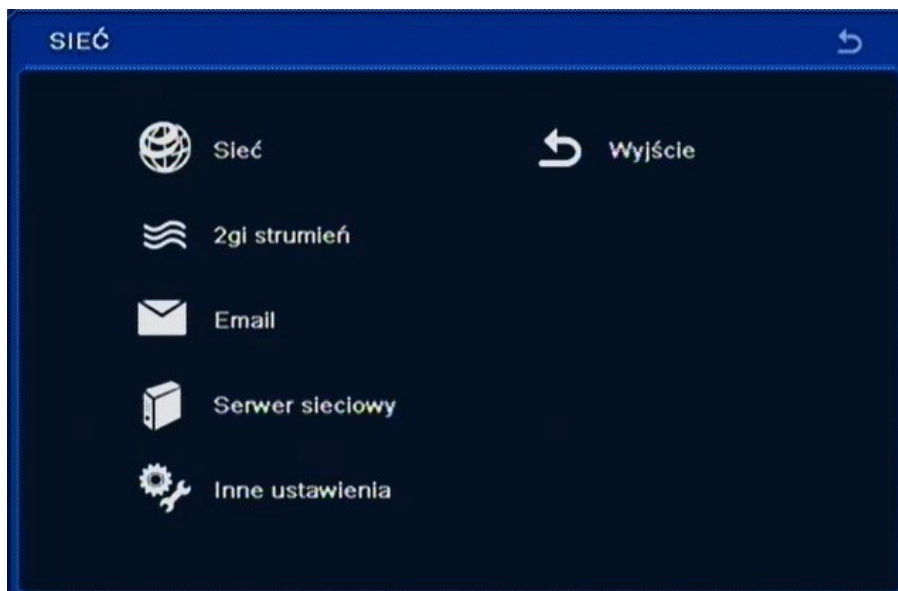 SIEĆ
Sieć
Wyjście
2gi strumień
Email
Serwer sieciowy
Inne ustawienia